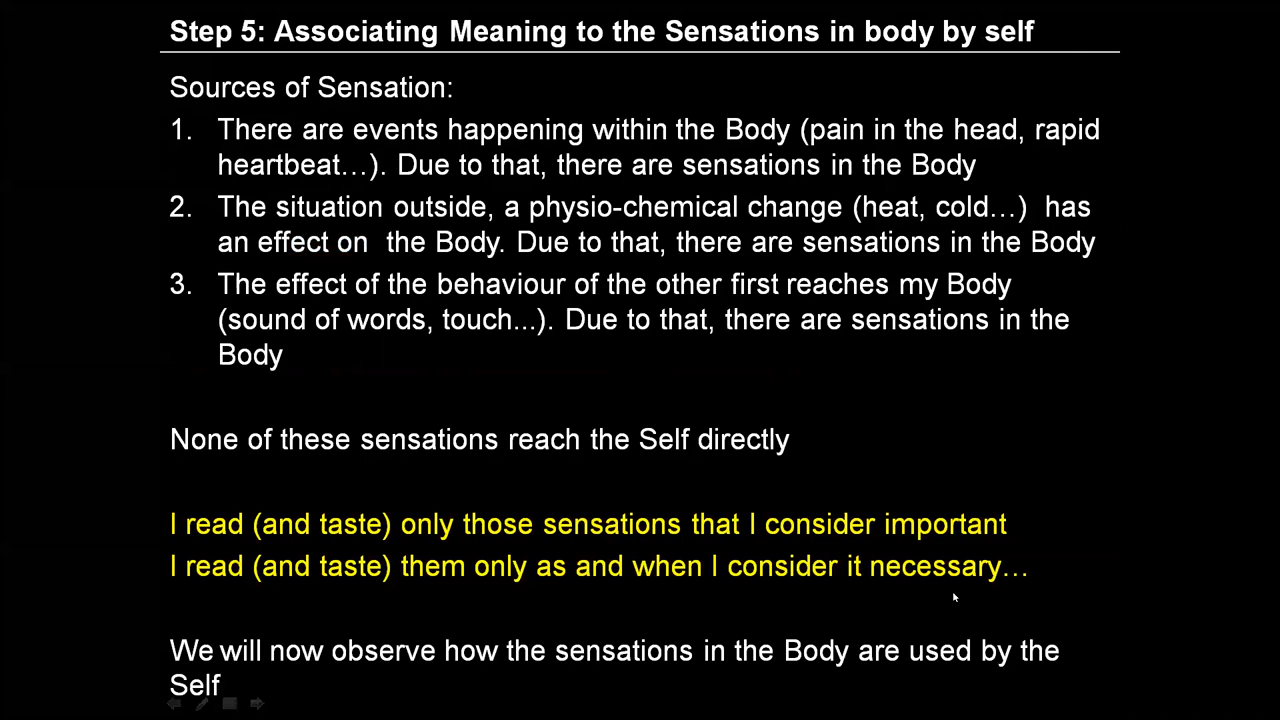 Step 5: Associating Meaning to the Sensations in body by self
Sources of Sensation:
1. There are events happening within the Body (pain in the head, rapid
heartbeat…). Due to that, there are sensations in the Body
2. The situation outside, a physio-chemical change (heat, cold…) has
an effect on the Body. Due to that, there are sensations in the Body
3. The effect of the behaviour of the other first reaches my Body
(sound of words, touch...). Due to that, there are sensations in the
Body
None of these sensations reach the Self directly
I read (and taste) only those sensations that I consider important
I read (and taste) them only as and when I consider it necessary…
We will now observe how the sensations in the Body are used by the
Self